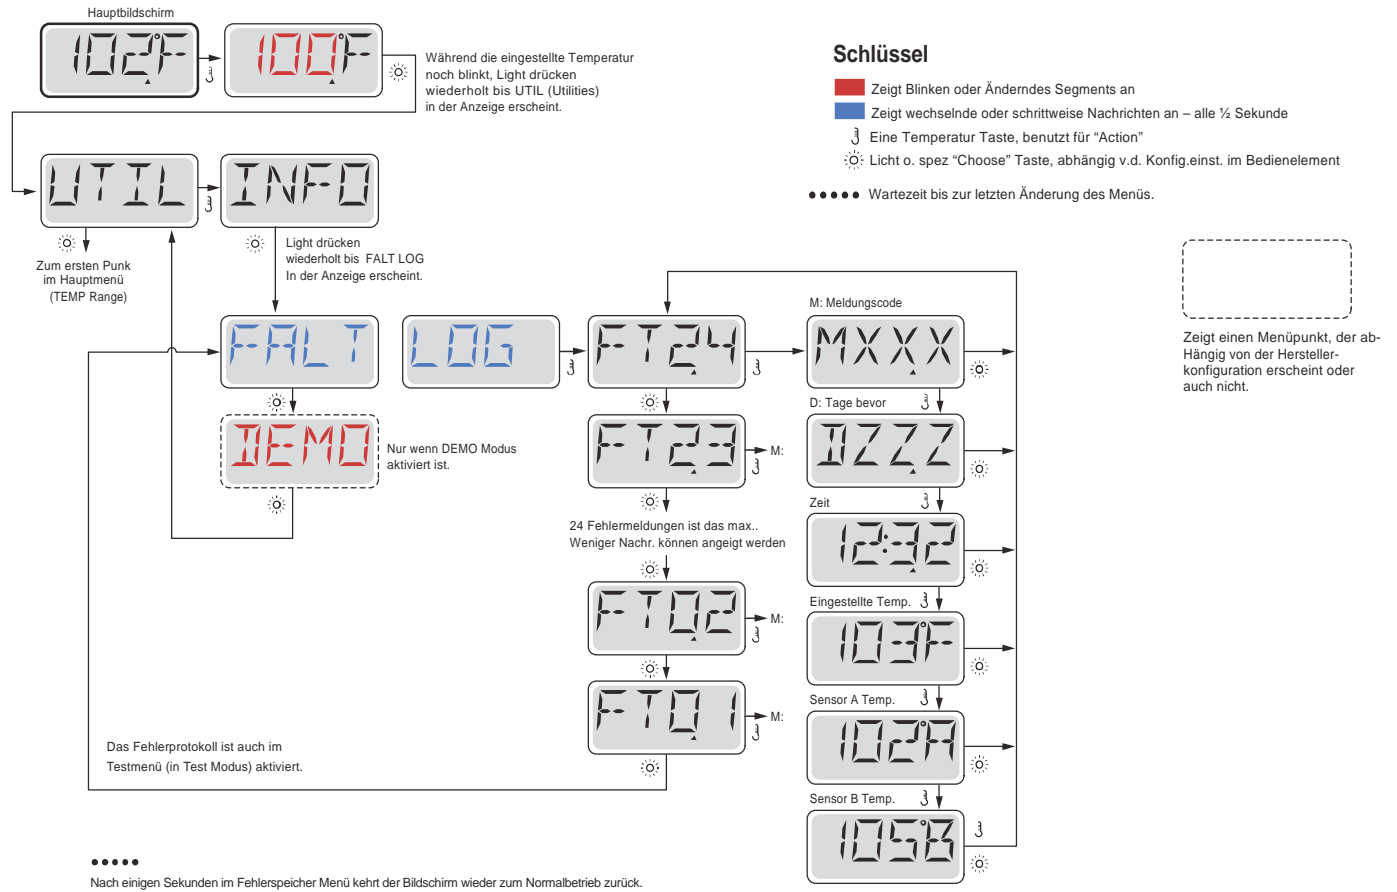 Hauptbildschirm
102°F
100°F
Während die eingestellte Temperatur
noch blinkt, Light drücken
wiederholt bis UTIL (Utilities)
in der Anzeige erscheint.
Schlüssel
Zeigt Blinken oder Änderndes Segments an
Zeigt wechselnde oder schrittweise Nachrichten an – alle ½ Sekunde
Eine Temperatur Taste, benutzt für “Action”
Licht o. spez “Choose” Taste, abhängig v.d. Konfig.einst. im Bedienelement
Wartezeit bis zur letzten Änderung des Menüs.
UTIL
INFO
Zum ersten Punk
im Hauptmenü
(TEMP Range)
Light drücken
wiederholt bis FALT LOG
In der Anzeige erscheint.
Zeigt einen Menüpunkt, der ab-
Hängig von der Hersteller-
konfiguration erscheint oder
auch nicht.
FALT
LOG
FT24
M: Meldungscode
MXXX
DEMO
Nur wenn DEMO Modus
aktiviert ist.
FT23
M:
D: Tage bevor
DZZZ
24 Fehlermeldungen ist das max..
Weniger Nachr. können angeigt werden
Zeit
12:32
FT02
M:
Eingestellte Temp.
103°F
FT01
M:
Sensor A Temp.
102°A
Sensor B Temp.
105°B
Das Fehlerprotokoll ist auch im
Testmenü (in Test Modus) aktiviert.
Nach einigen Sekunden im Fehlerspeicher Menü kehrt der Bildschirm wieder zum Normalbetrieb zurück.